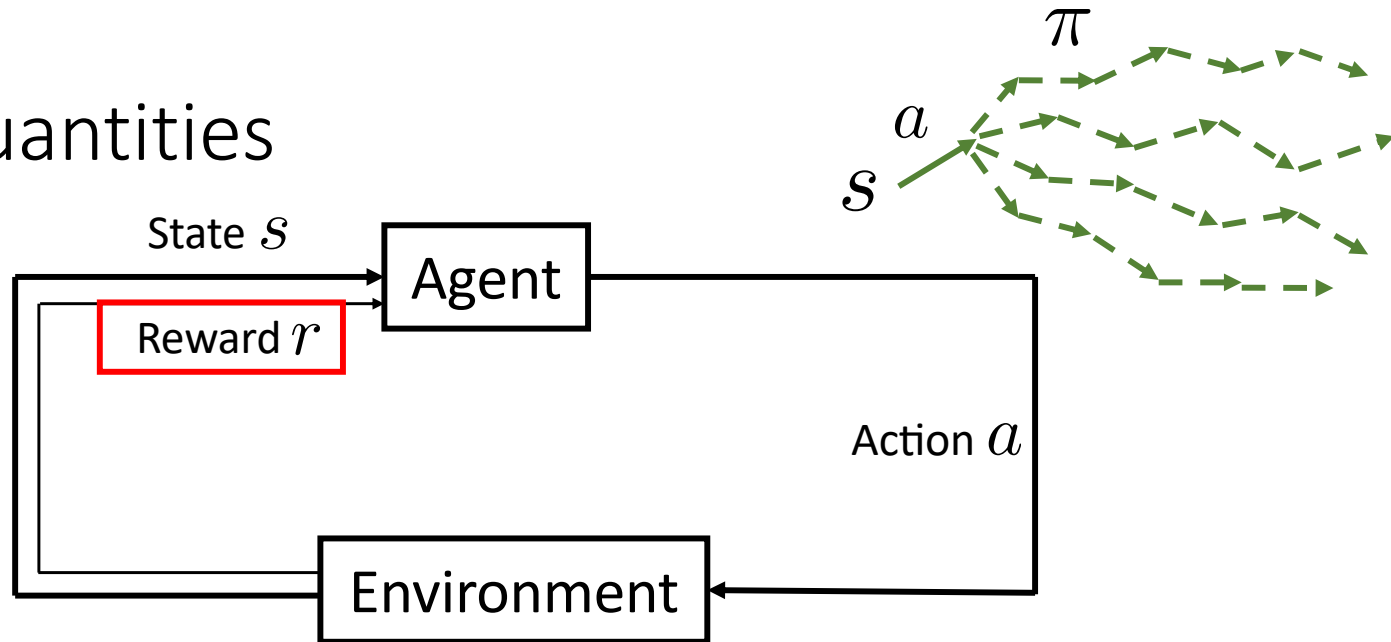 π
uantities
a
s
State s
Agent
Reward r
Action a
Environment